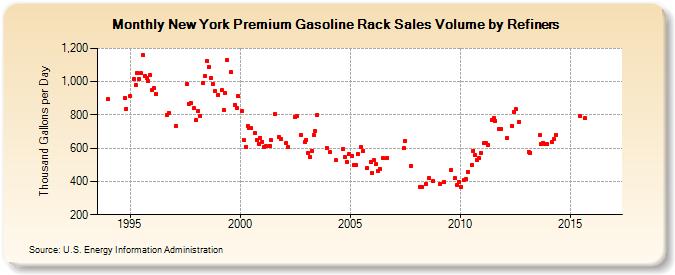 Monthly New York Premium Gasoline Rack Sales Volume by Refiners
Thousand Gallons per Day
1,200
1,000
800
600
400
200
1995 2000 2005 2010 2015
Source: U.S. Energy Information Administration